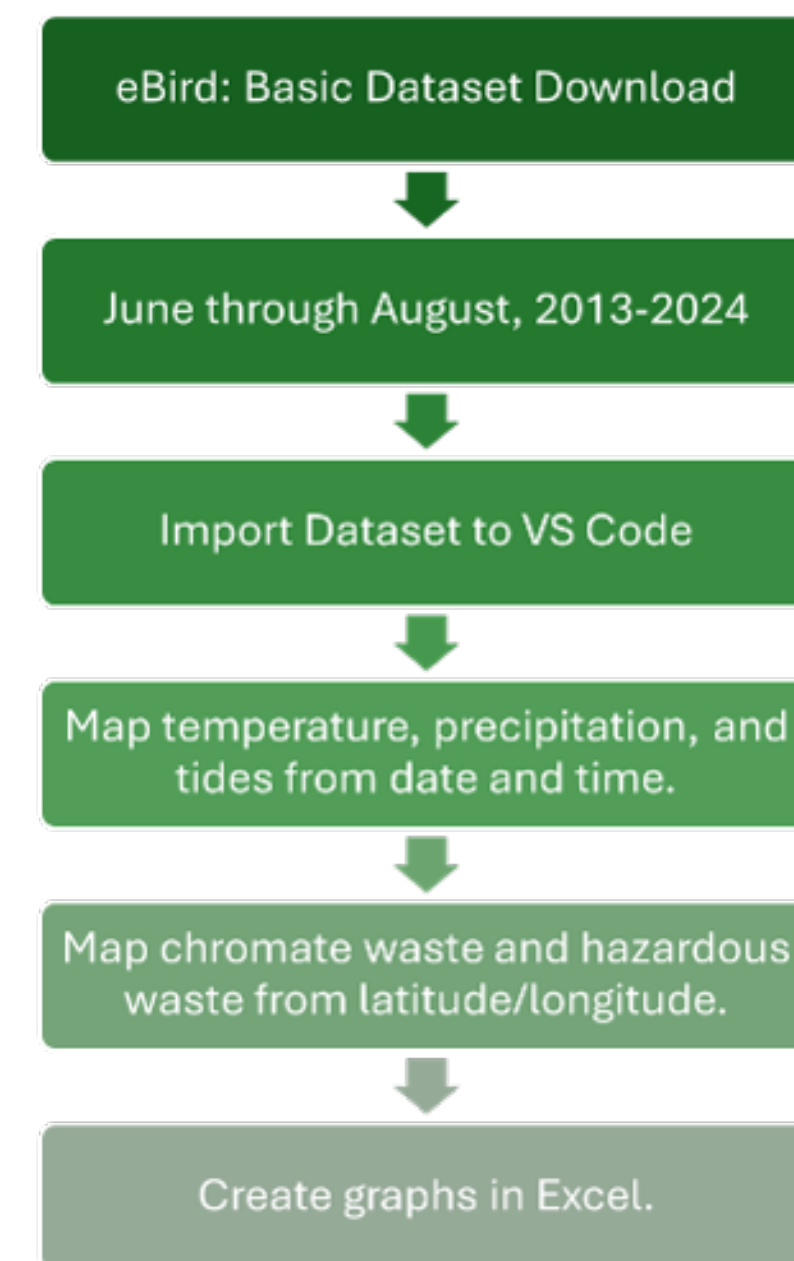 eBird: Basic Dataset Download
June through August, 2013-2024
Import Dataset to VS Code
Map temperature, precipitation, and
tides from date and time.
Map chromate waste and hazardous
waste from latitude/longitude.
Create graphs in Excel.